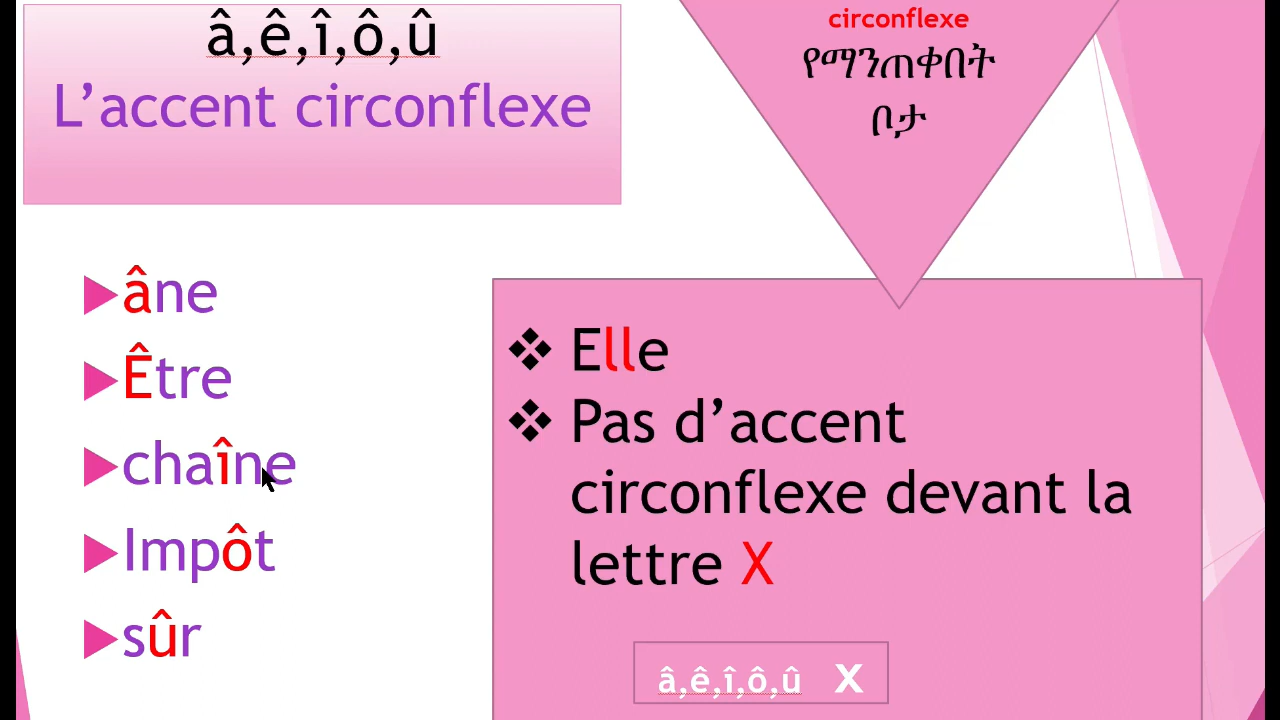 â,ê,î,ô,û
L’accent circonflexe
circonflexe
የማንጠቀበት
ቦታ
âne
Être
chaîne
Impôt
sûr
Elle
Pas d’accent
circonflexe devant la
lettre X
â,ê,î,ô,û X